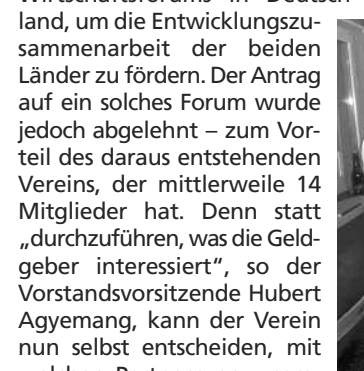 Wirtschaftsforums in Deutsch-
land, um die Entwicklungszu-
sammenarbeit der beiden
Länder zu fördern. Der Antrag
auf ein solches Forum wurde
jedoch abgelehnt – zum Vor-
teil des daraus entstehenden
Vereins, der mittlerweile 14
Mitglieder hat. Denn statt
„durchzuführen, was die Geld-
geber interessiert“, so der
Vorstandsvorsitzende Hubert
Agyemang, kann der Verein
nun selbst entscheiden, mit